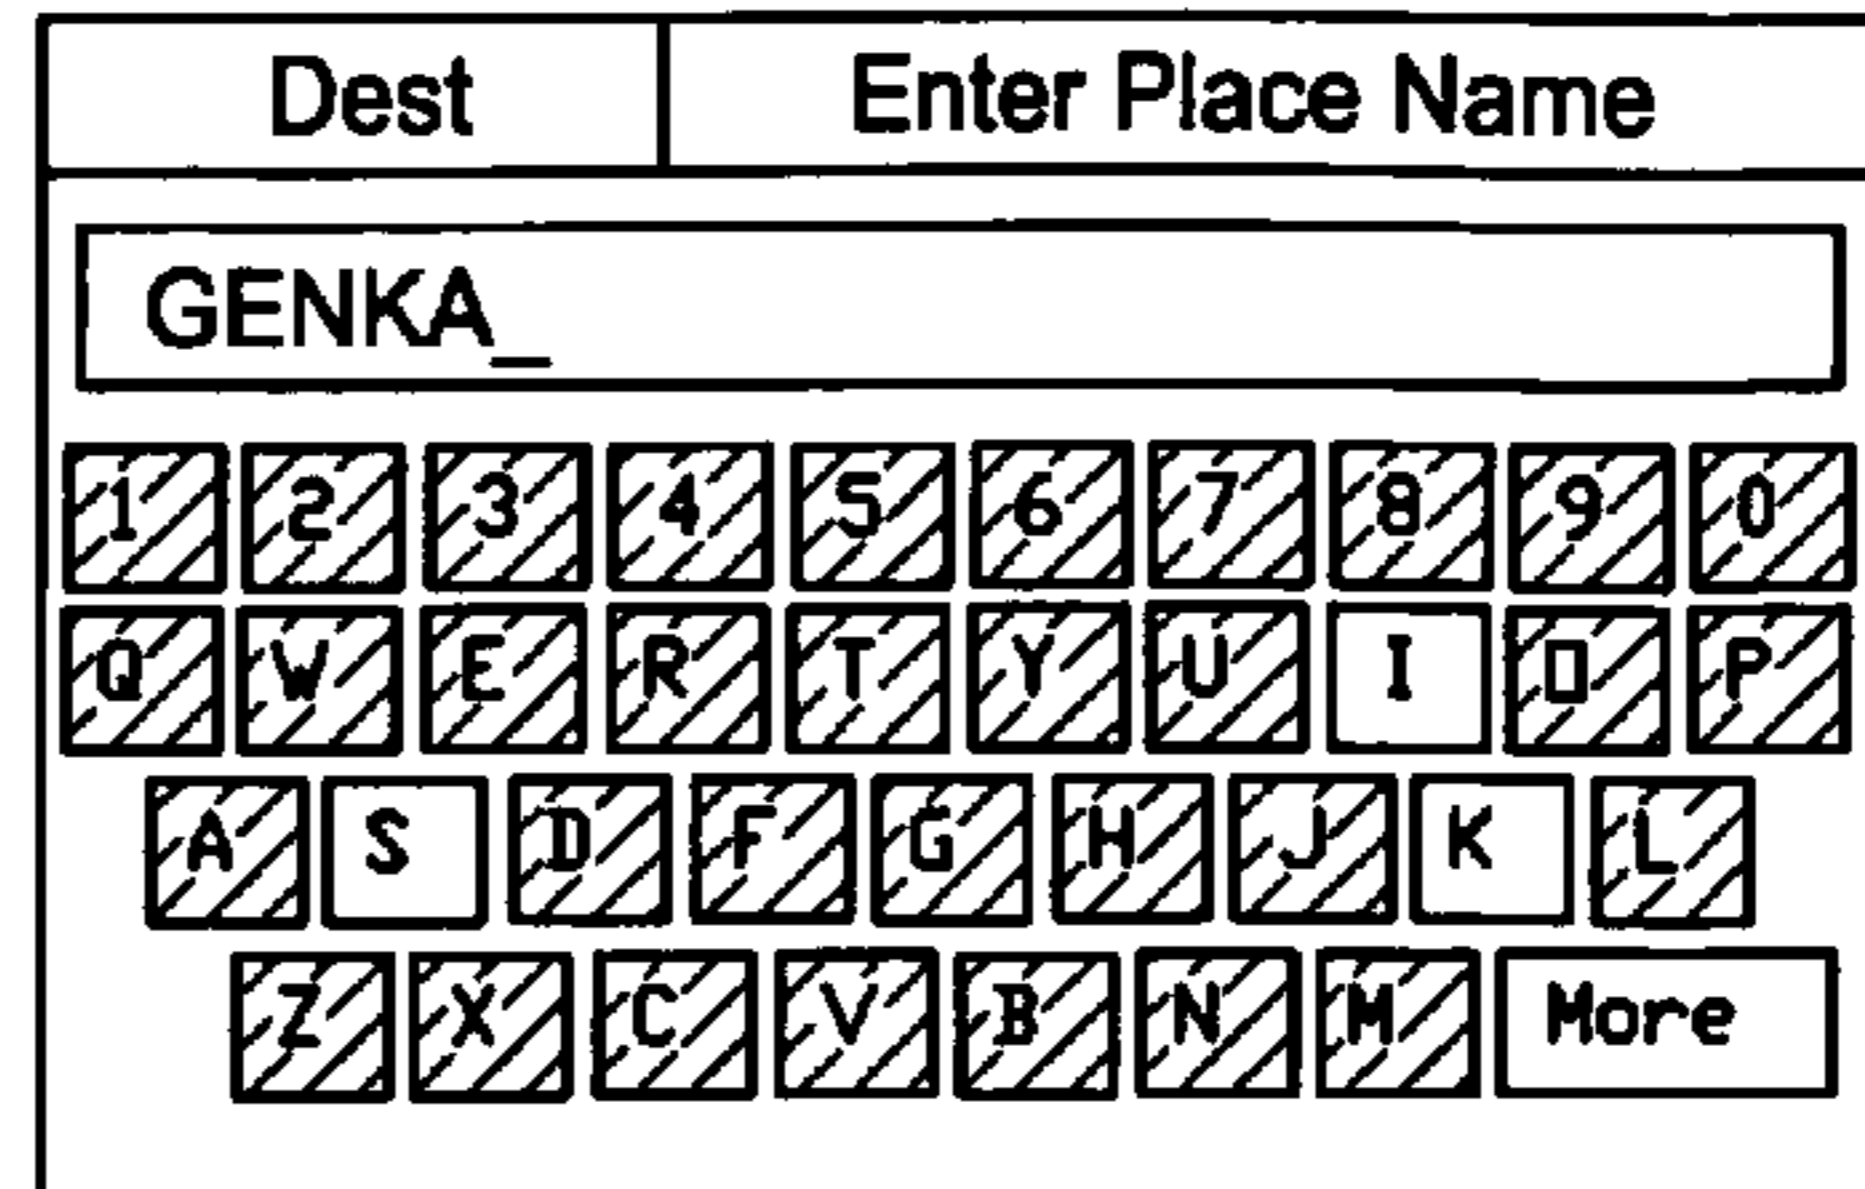 Dest Enter Place Name
GENKA_
1 2 3 4 5 6 7 8 9 0
Q W E R T Y U I O P
A S D F G H J K L
Z X C V B N M More